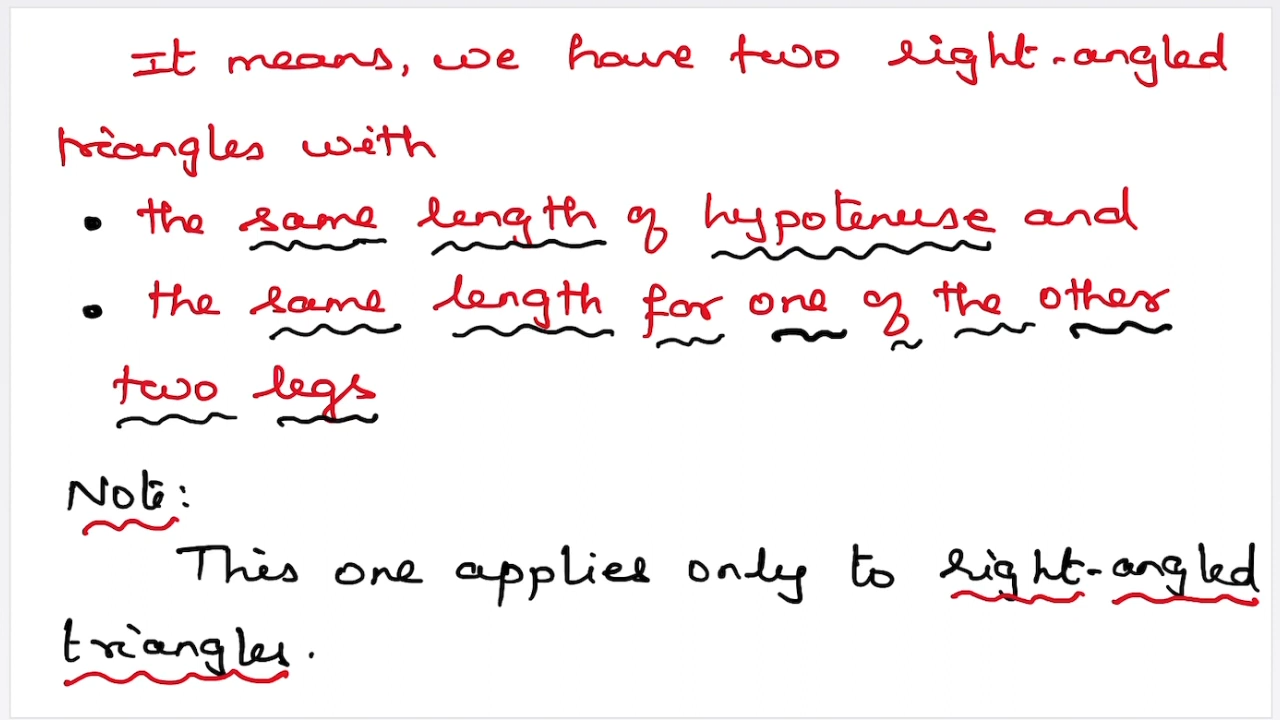 It means, we have two right-angled
triangles with
• the same length of hypotenuse and
• the same length for one of the other
two legs
Note:
This one applies only to right-angled
triangles.